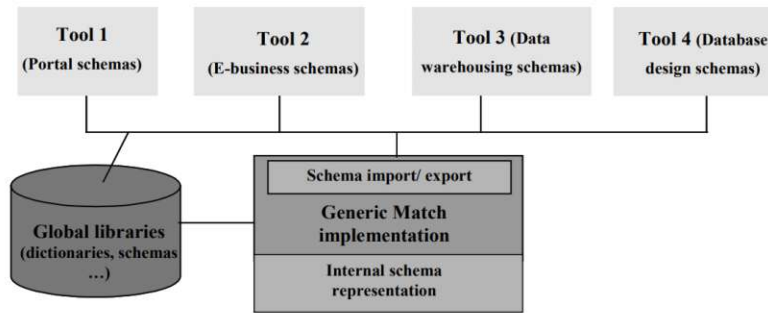 Tool 1
(Portal schemas)
Tool 2
(E-business schemas)
Tool 3 (Data
warehousing schemas)
Tool 4 (Database
design schemas)
Schema import/ export
Generic Match
implementation
Internal schema
representation
Global libraries
(dictionaries, schemas
…)